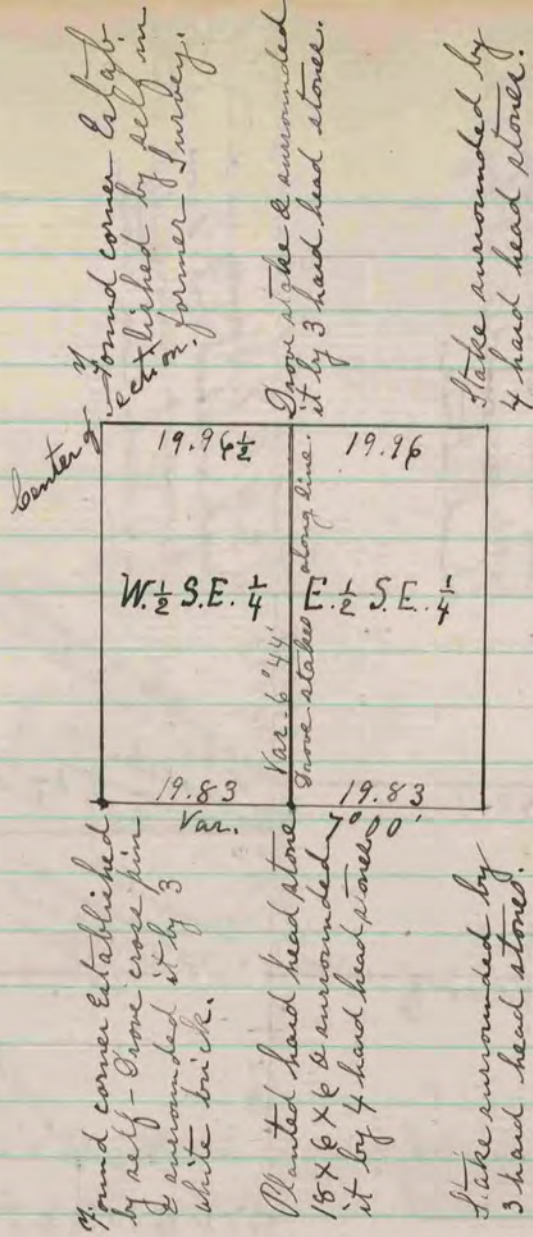 Center of
Section.
Found corner Estab-
lished by self in
former Survey.
Drove stake & surrounded
it by 3 hard head stones.
Stake surrounded by
4 hard head stones.
19.96½
19.96
W.½ S.E.¼
E.½ S.E.¼
Var. 6°44'
Drove stakes along line.
19.83
19.83
Var. 7°00'
Found corner Established
by self - Drove cross pin
& surrounded it by 3
white brick.
Planted hard head stone
18 X 6 X 6 & surrounded
it by 4 hard head stones
Stake surrounded by
3 hard head stones.